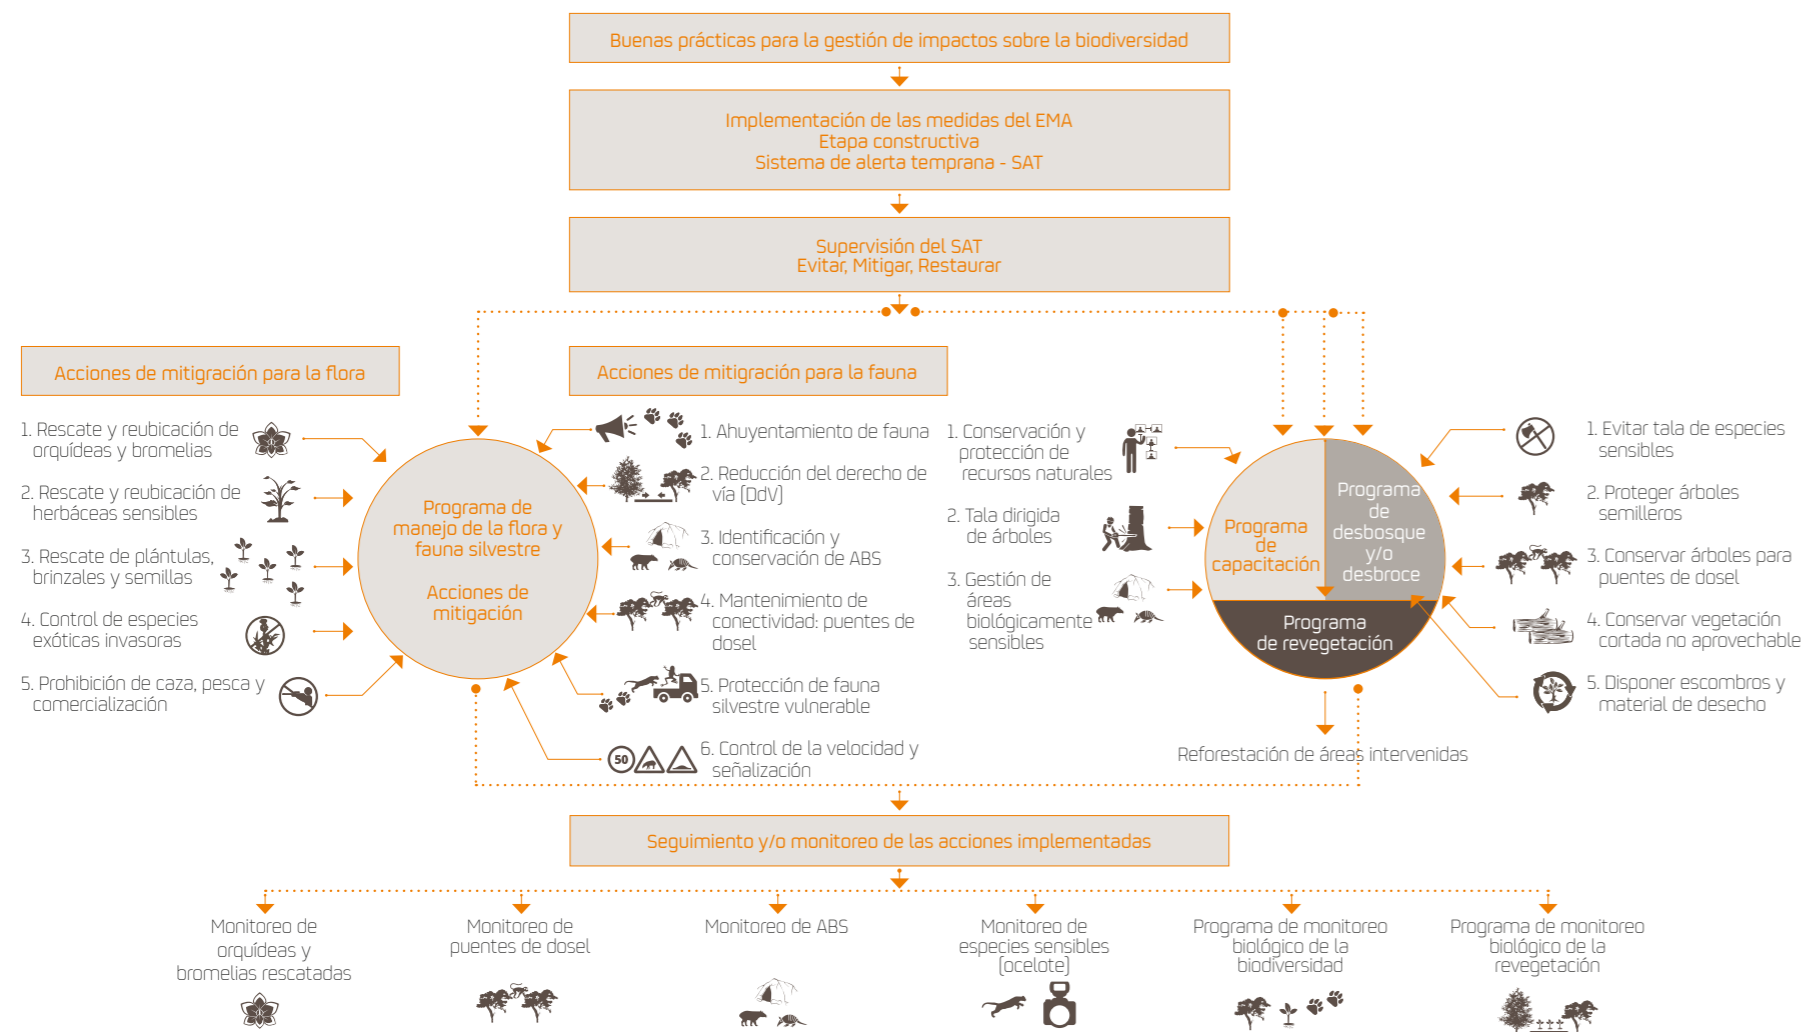 Buenas prácticas para la gestión de impactos sobre la biodiversidad
Implementación de las medidas del EMA
Etapa constructiva
Sistema de alerta temprana - SAT
Supervisión del SAT
Evitar, Mitigar, Restaurar
Acciones de mitigración para la flora
1. Rescate y reubicación de
orquídeas y bromelias
2. Rescate y reubicación de
herbáceas sensibles
3. Rescate de plántulas,
brinzales y semillas
4. Control de especies
exóticas invasoras
5. Prohibición de caza, pesca y
comercialización
Programa de
manejo de la flora y
fauna silvestre
Acciones de
mitigación
Acciones de mitigración para la fauna
1. Ahuyentamiento de fauna
2. Reducción del derecho de
vía (DdV)
3. Identificación y
conservación de ABS
4. Mantenimiento de
conectividad: puentes de
dosel
5. Protección de fauna
silvestre vulnerable
50
6. Control de la velocidad y
señalización
1. Conservación y
protección de
recursos naturales
2. Tala dirigida
de árboles
3. Gestión de
áreas
biológicamente
sensibles
Programa
de
capacitación
Programa
de
desbosque
y/o
desbroce
Programa
de revegetación
1. Evitar tala de especies
sensibles
2. Proteger árboles
semilleros
3. Conservar árboles para
puentes de dosel
4. Conservar vegetación
cortada no aprovechable
5. Disponer escombros y
material de desecho
Reforestación de áreas intervenidas
Seguimiento y/o monitoreo de las acciones implementadas
Monitoreo de
orquídeas y
bromelias rescatadas
Monitoreo de
puentes de dosel
Monitoreo de ABS
Monitoreo de
especies sensibles
(ocelote)
Programa de monitoreo
biológico de la
biodiversidad
Programa de monitoreo
biológico de la
revegetación